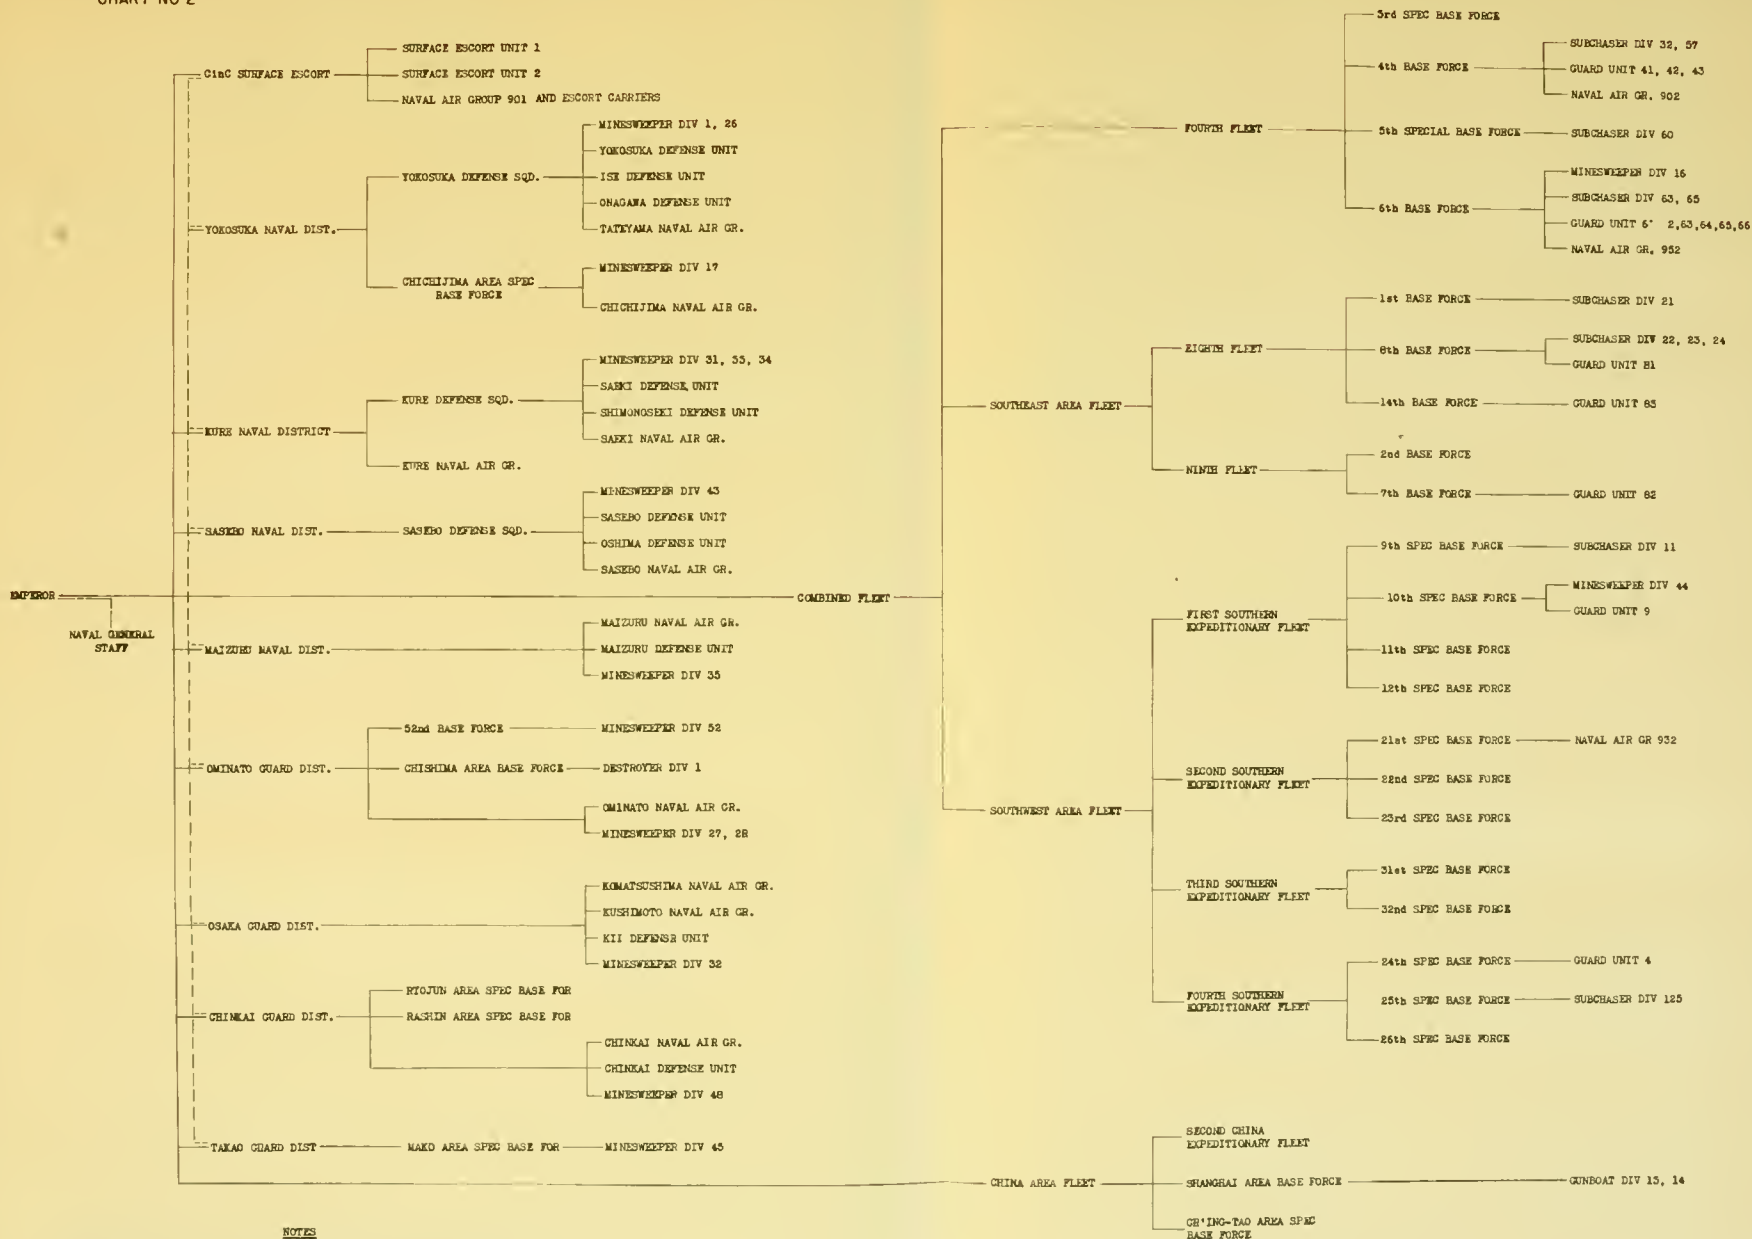 CHART NO 2
EMPEROR
NAVAL GENERAL
STAFF
CinC SURFACE ESCORT
SURFACE ESCORT UNIT 1
SURFACE ESCORT UNIT 2
NAVAL AIR GROUP 901 AND ESCORT CARRIERS
YOKOSUKA NAVAL DIST.
YOKOSUKA DEFENSE SQD.
MINESWEEPER DIV 1, 26
YOKOSUKA DEFENSE UNIT
ISE DEFENSE UNIT
ONAGAWA DEFENSE UNIT
TATEYAMA NAVAL AIR GR.
CHICHIJIMA AREA SPEC
BASE FORCE
MINESWEEPER DIV 17
CHICHIJIMA NAVAL AIR GR.
KURE NAVAL DISTRICT
KURE DEFENSE SQD.
MINESWEEPER DIV 31, 33, 34
SAEKI DEFENSE UNIT
SHIMONOSEKI DEFENSE UNIT
SAEKI NAVAL AIR GR.
KURE NAVAL AIR GR.
SASEBO NAVAL DIST.
SASEBO DEFENSE SQD.
MINESWEEPER DIV 43
SASEBO DEFENSE UNIT
OSHIMA DEFENSE UNIT
SASEBO NAVAL AIR GR.
MAIZURU NAVAL DIST.
MAIZURU NAVAL AIR GR.
MAIZURU DEFENSE UNIT
MINESWEEPER DIV 35
OMINATO GUARD DIST.
52nd BASE FORCE
MINESWEEPER DIV 52
CHISHIMA AREA BASE FORCE
DESTROYER DIV 1
OMINATO NAVAL AIR GR.
MINESWEEPER DIV 27, 28
OSAKA GUARD DIST.
KOMATSUSHIMA NAVAL AIR GR.
KUSHIMOTO NAVAL AIR GR.
KII DEFENSE UNIT
MINESWEEPER DIV 32
CHINKAI GUARD DIST.
RYOJUN AREA SPEC BASE FOR
RASHIN AREA SPEC BASE FOR
CHINKAI NAVAL AIR GR.
CHINKAI DEFENSE UNIT
MINESWEEPER DIV 48
TAKAO GUARD DIST
MAKO AREA SPEC BASE FOR
MINESWEEPER DIV 45
NOTES
COMBINED FLEET
FOURTH FLEET
3rd SPEC BASE FORCE
4th BASE FORCE
SUBCHASER DIV 32, 57
GUARD UNIT 41, 42, 43
NAVAL AIR GR. 902
5th SPECIAL BASE FORCE
SUBCHASER DIV 60
6th BASE FORCE
MINESWEEPER DIV 16
SUBCHASER DIV 63, 65
GUARD UNIT 2,63,64,65,66
NAVAL AIR GR. 952
SOUTHEAST AREA FLEET
EIGHTH FLEET
1st BASE FORCE
SUBCHASER DIV 21
8th BASE FORCE
SUBCHASER DIV 22, 23, 24
GUARD UNIT 81
14th BASE FORCE
GUARD UNIT 83
NINTH FLEET
2nd BASE FORCE
7th BASE FORCE
GUARD UNIT 82
SOUTHWEST AREA FLEET
FIRST SOUTHERN
EXPEDITIONARY FLEET
9th SPEC BASE FORCE
SUBCHASER DIV 11
10th SPEC BASE FORCE
MINESWEEPER DIV 44
GUARD UNIT 9
11th SPEC BASE FORCE
12th SPEC BASE FORCE
SECOND SOUTHERN
EXPEDITIONARY FLEET
21st SPEC BASE FORCE
NAVAL AIR GR 932
22nd SPEC BASE FORCE
23rd SPEC BASE FORCE
THIRD SOUTHERN
EXPEDITIONARY FLEET
31st SPEC BASE FORCE
32nd SPEC BASE FORCE
FOURTH SOUTHERN
EXPEDITIONARY FLEET
24th SPEC BASE FORCE
GUARD UNIT 4
25th SPEC BASE FORCE
SUBCHASER DIV 125
26th SPEC BASE FORCE
CHINA AREA FLEET
SECOND CHINA
EXPEDITIONARY FLEET
SHANGHAI AREA BASE FORCE
GUNBOAT DIV 13, 14
CH'ING-TAO AREA SPEC
BASE FORCE